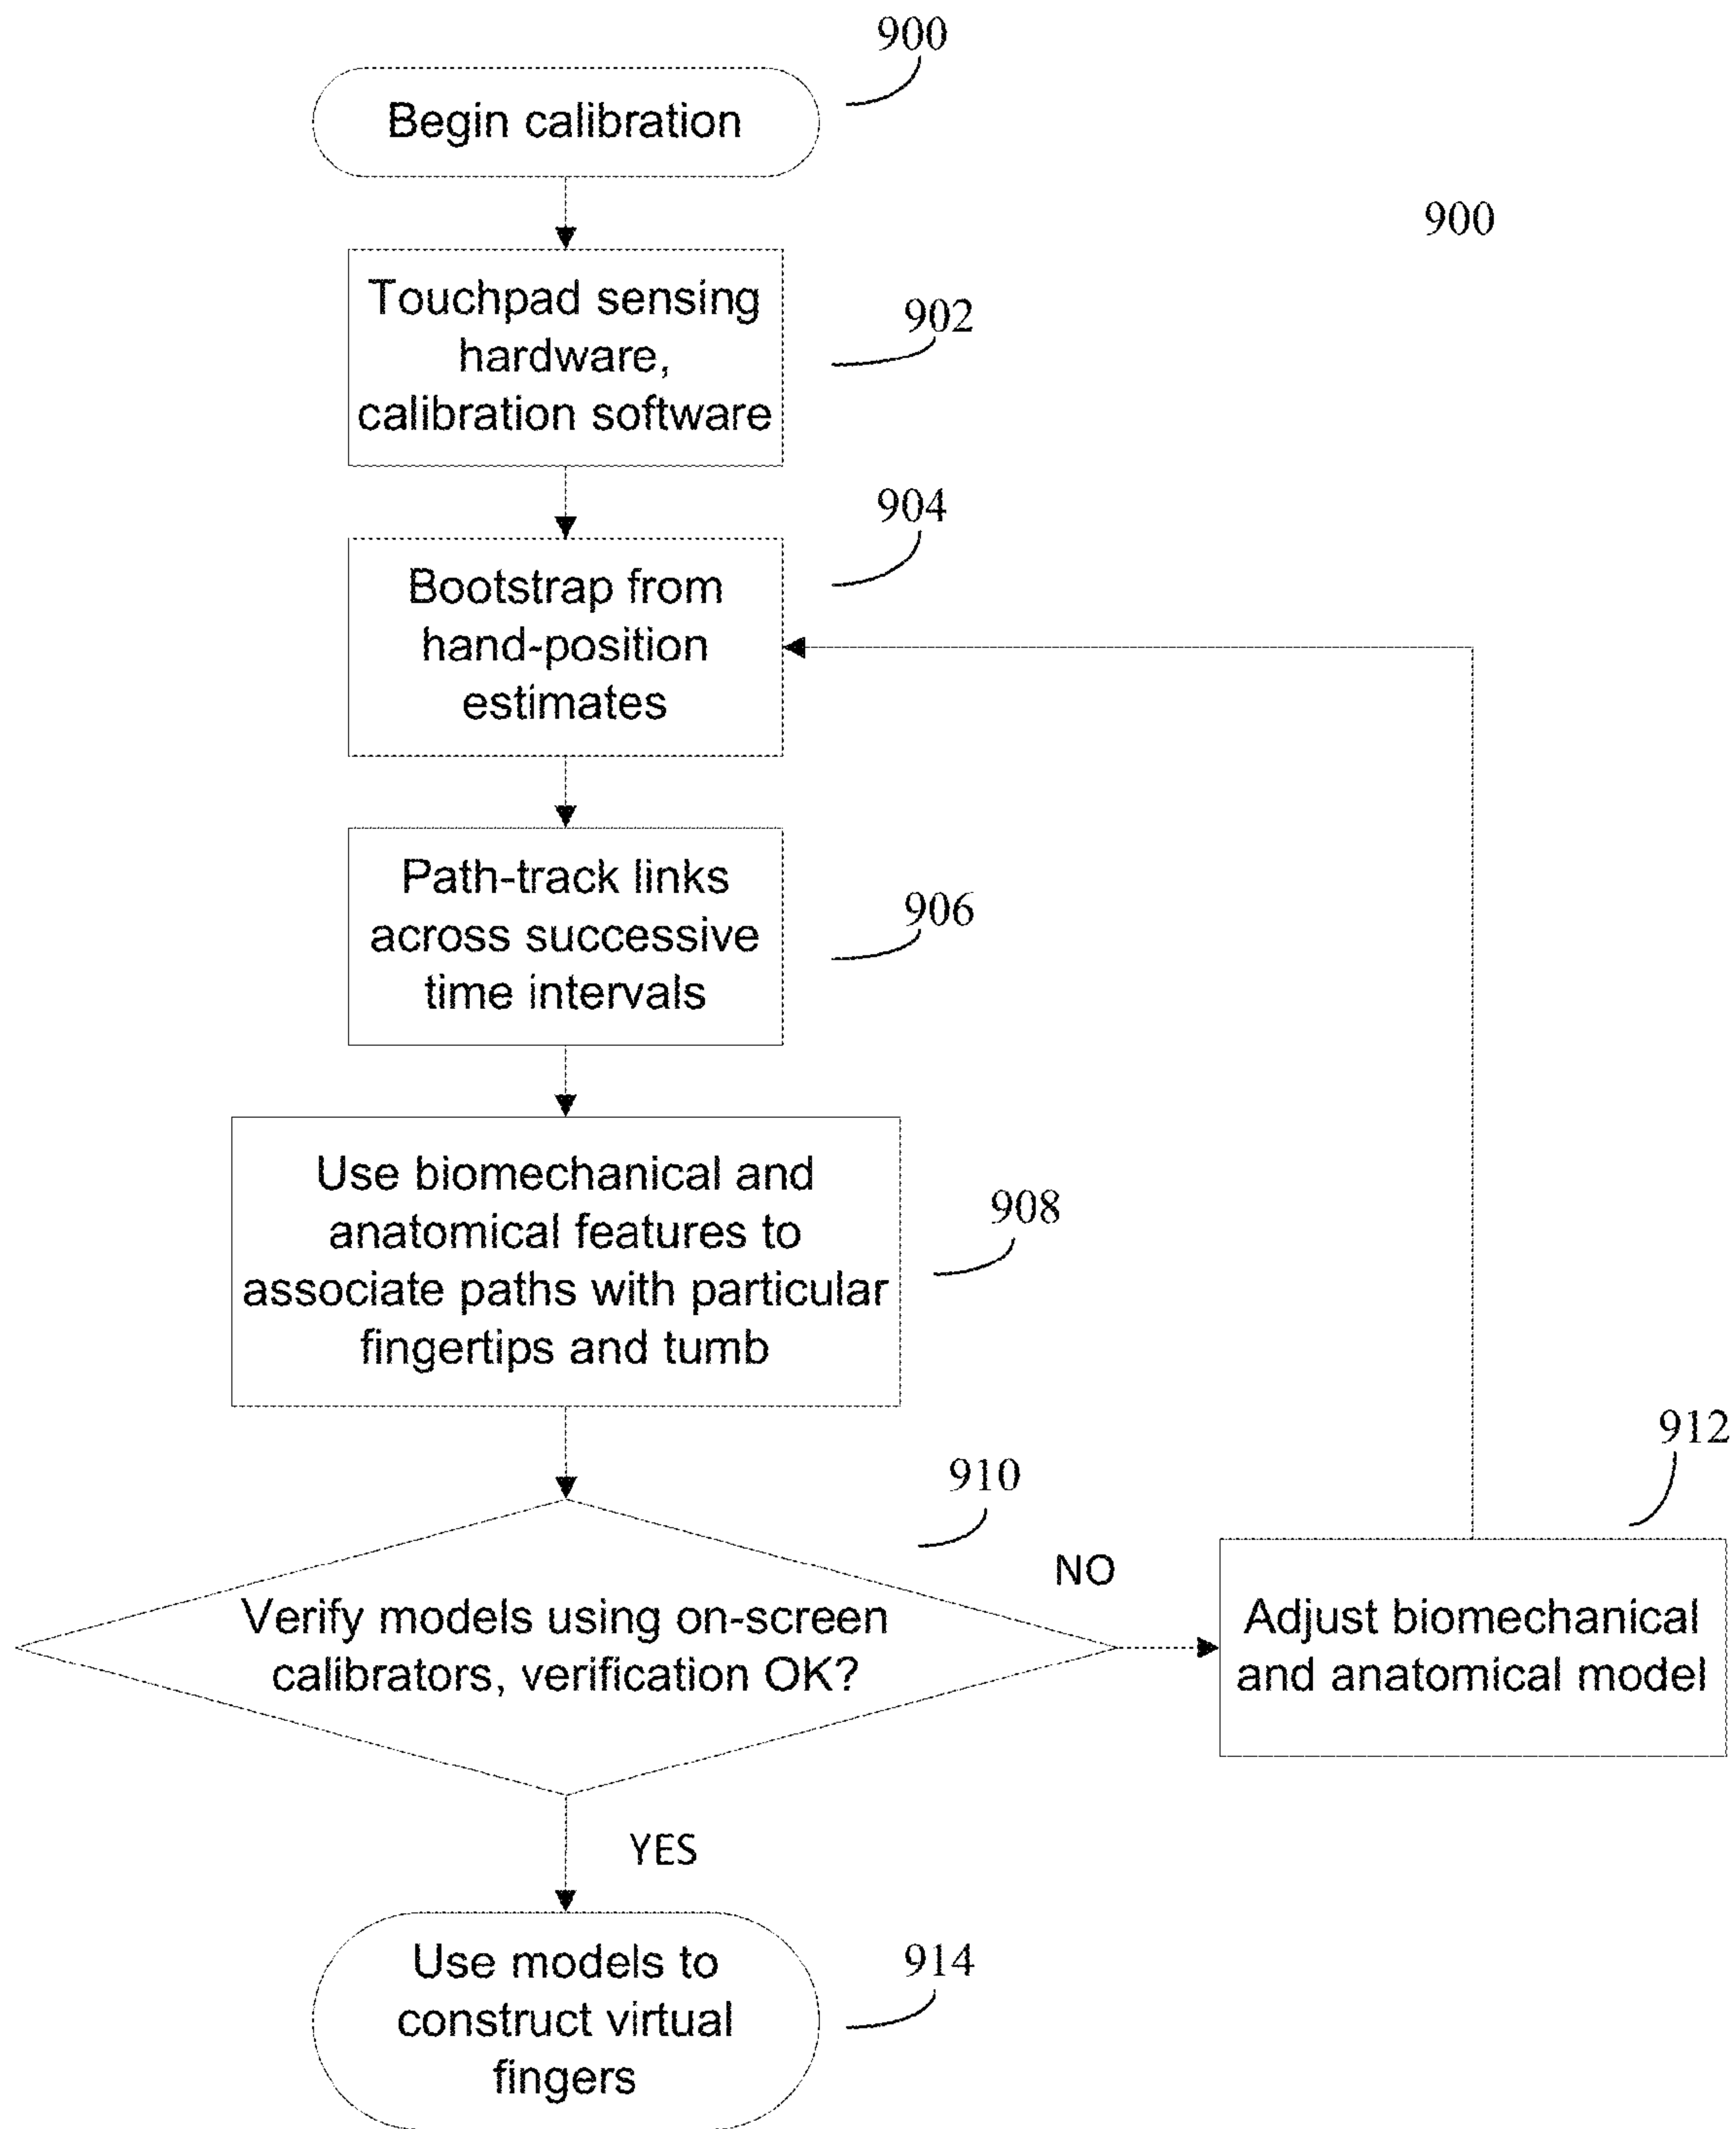 900
Begin calibration
900
Touchpad sensing
hardware,
calibration software
902
904
Bootstrap from
hand-position
estimates
Path-track links
across successive
time intervals
906
Use biomechanical and
anatomical features to
associate paths with particular
fingertips and tumb
908
910
Verify models using on-screen
calibrators, verification OK?
NO
912
Adjust biomechanical
and anatomical model
YES
Use models to
construct virtual
fingers
914